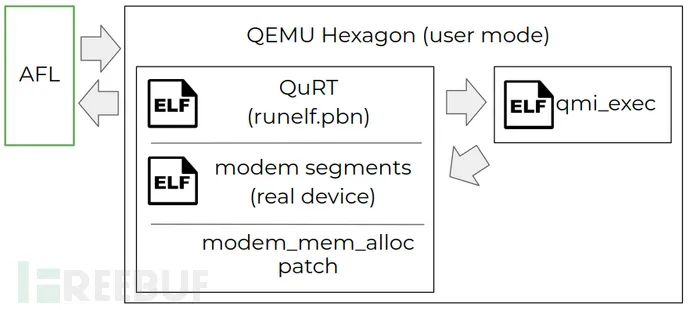 AFL
QEMU Hexagon (user mode)
ELF
QuRT
(runelf.pbn)
ELF
modem segments
(real device)
modem_mem_alloc
patch
ELF
qmi_exec
FREEBUF